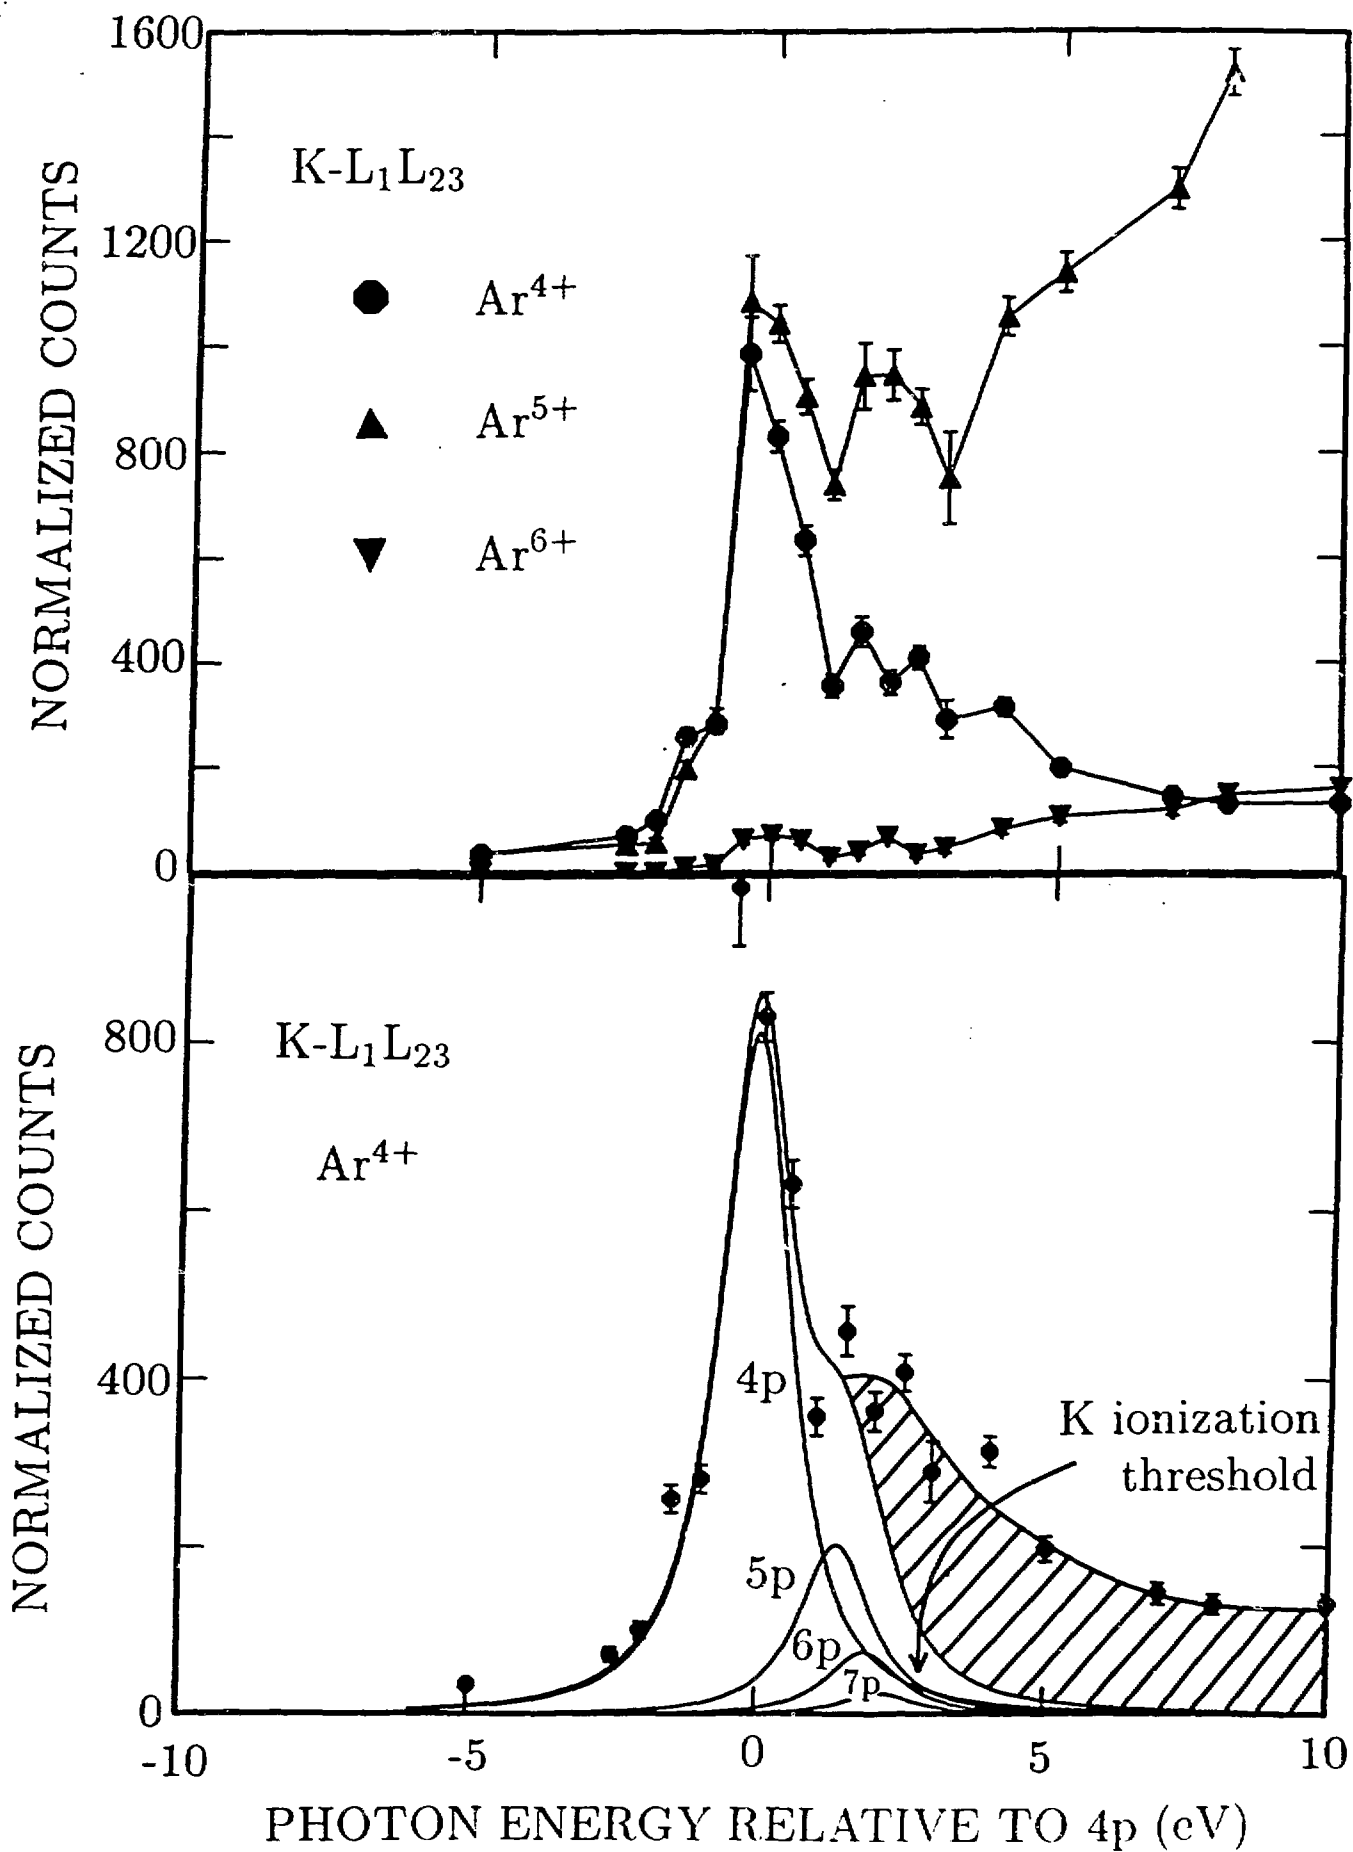 1600
1200
800
400
0
NORMALIZED COUNTS
K-L₁L₂₃
Ar⁴⁺
Ar⁵⁺
Ar⁶⁺
800
400
0
NORMALIZED COUNTS
K-L₁L₂₃
Ar⁴⁺
4p
5p
6p
7p
K ionization
threshold
-10
-5
0
5
10
PHOTON ENERGY RELATIVE TO 4p (eV)